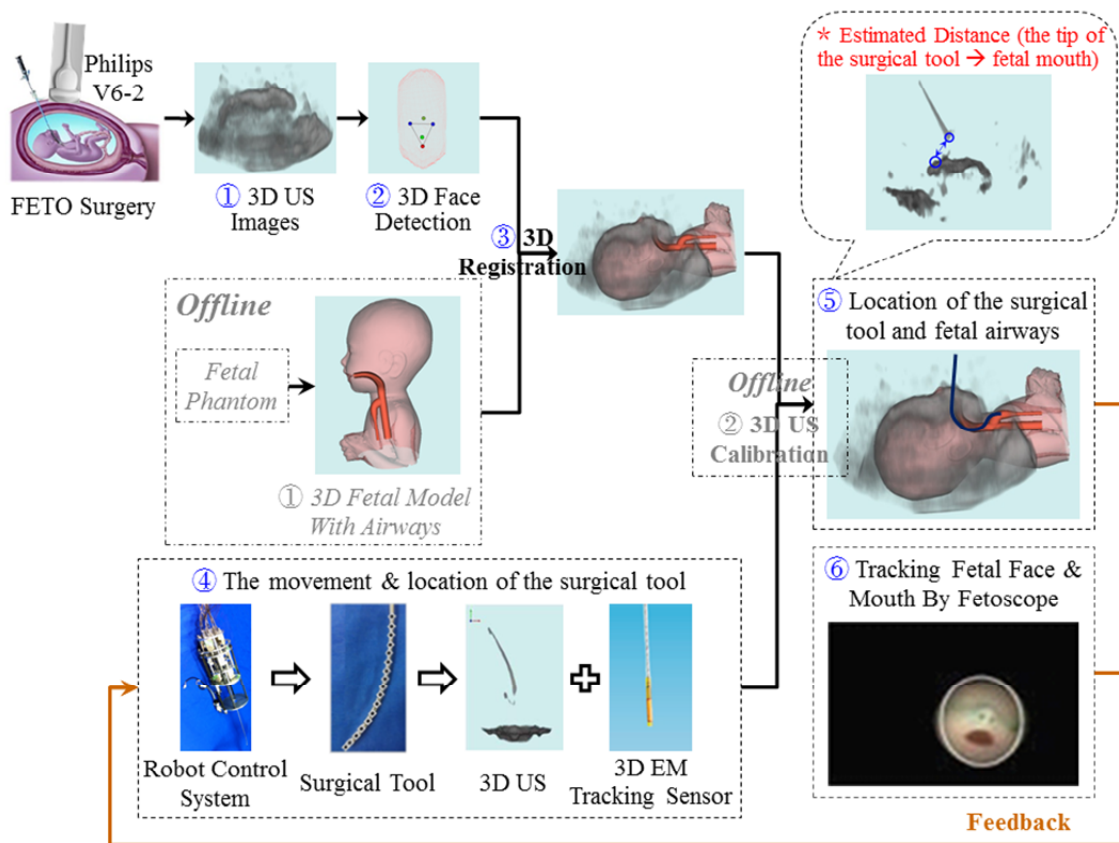 Philips
V6-2
FETO Surgery
① 3D US
Images
② 3D Face
Detection
③ 3D
Registration
* Estimated Distance (the tip of
the surgical tool → fetal mouth)
Offline
Fetal
Phantom
① 3D Fetal Model
With Airways
Offline
② 3D US
Calibration
⑤ Location of the surgical
tool and fetal airways
④ The movement & location of the surgical tool
Robot Control
System
Surgical Tool
3D US
3D EM
Tracking Sensor
⑥ Tracking Fetal Face &
Mouth By Fetoscope
Feedback